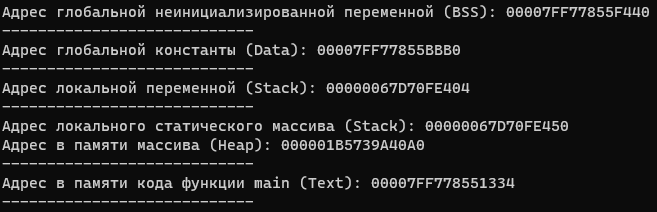 Адрес глобальной неинициализированной переменной (BSS): 00007FF77855F440
----------------------------
Адрес глобальной константы (Data): 00007FF77855BBB0
----------------------------
Адрес локальной переменной (Stack): 00000067D70FE404
----------------------------
Адрес локального статического массива (Stack): 00000067D70FE450
Адрес в памяти массива (Heap): 000001B5739A40A0
----------------------------
Адрес в памяти кода функции main (Text): 00007FF778551334
----------------------------